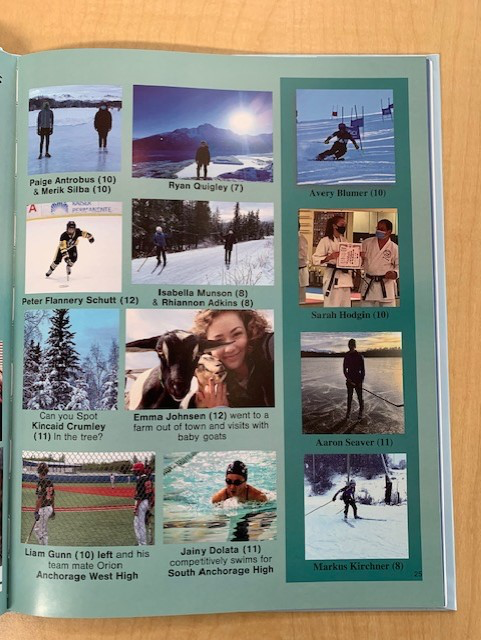 Paige Antrobus (10)
& Merik Silba (10)
Ryan Quigley (7)
Avery Blumer (10)
A
Peter Flannery Schutt (12)
Isabella Munson (8)
& Rhiannon Adkins (8)
Sarah Hodgin (10)
Can you Spot
Kincaid Crumley
(11) In the tree?
Emma Johnsen (12) went to a
farm out of town and visits with
baby goats
Aaron Seaver (11)
Liam Gunn (10) left and his
team mate Orion
Anchorage West High
Jainy Dolata (11)
competitively swims for
South Anchorage High
Markus Kirchner (8)
25